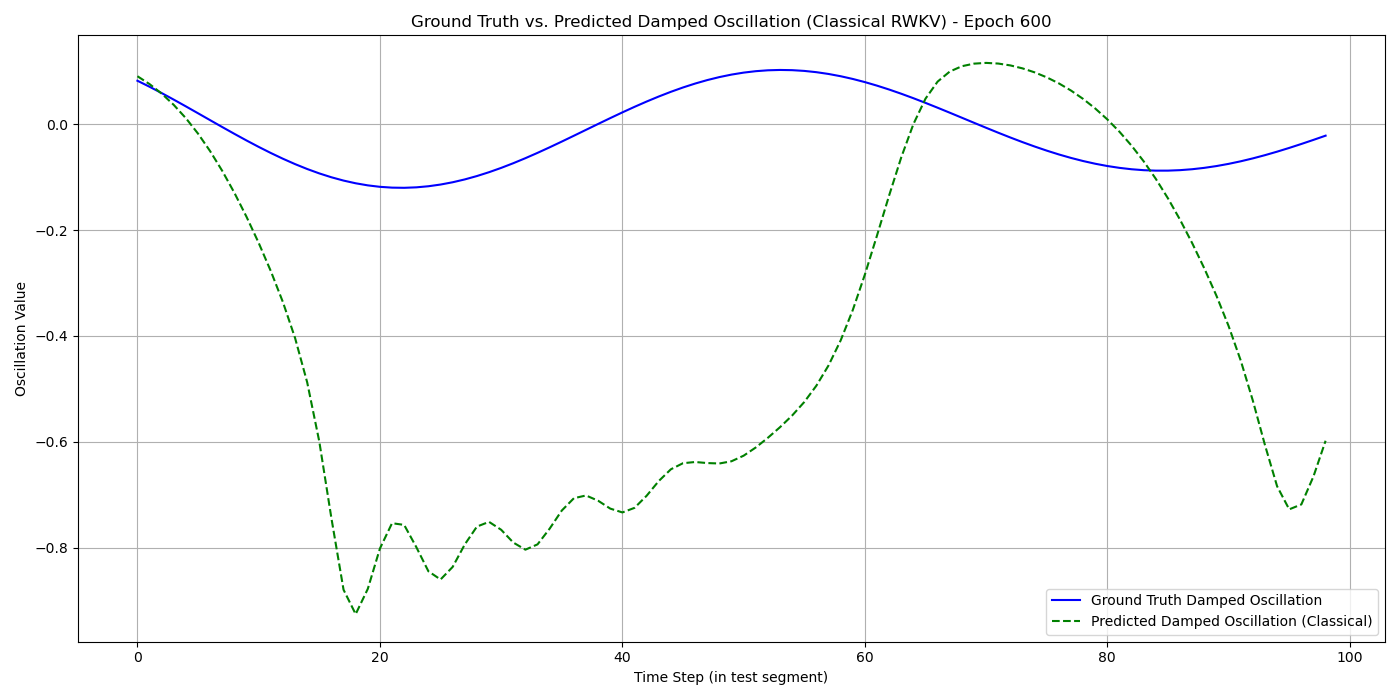 Ground Truth vs. Predicted Damped Oscillation (Classical RWKV) - Epoch 600
Oscillation Value
0.0
−0.2
−0.4
−0.6
−0.8
Ground Truth Damped Oscillation
Predicted Damped Oscillation (Classical)
0 20 40 60 80 100
Time Step (in test segment)